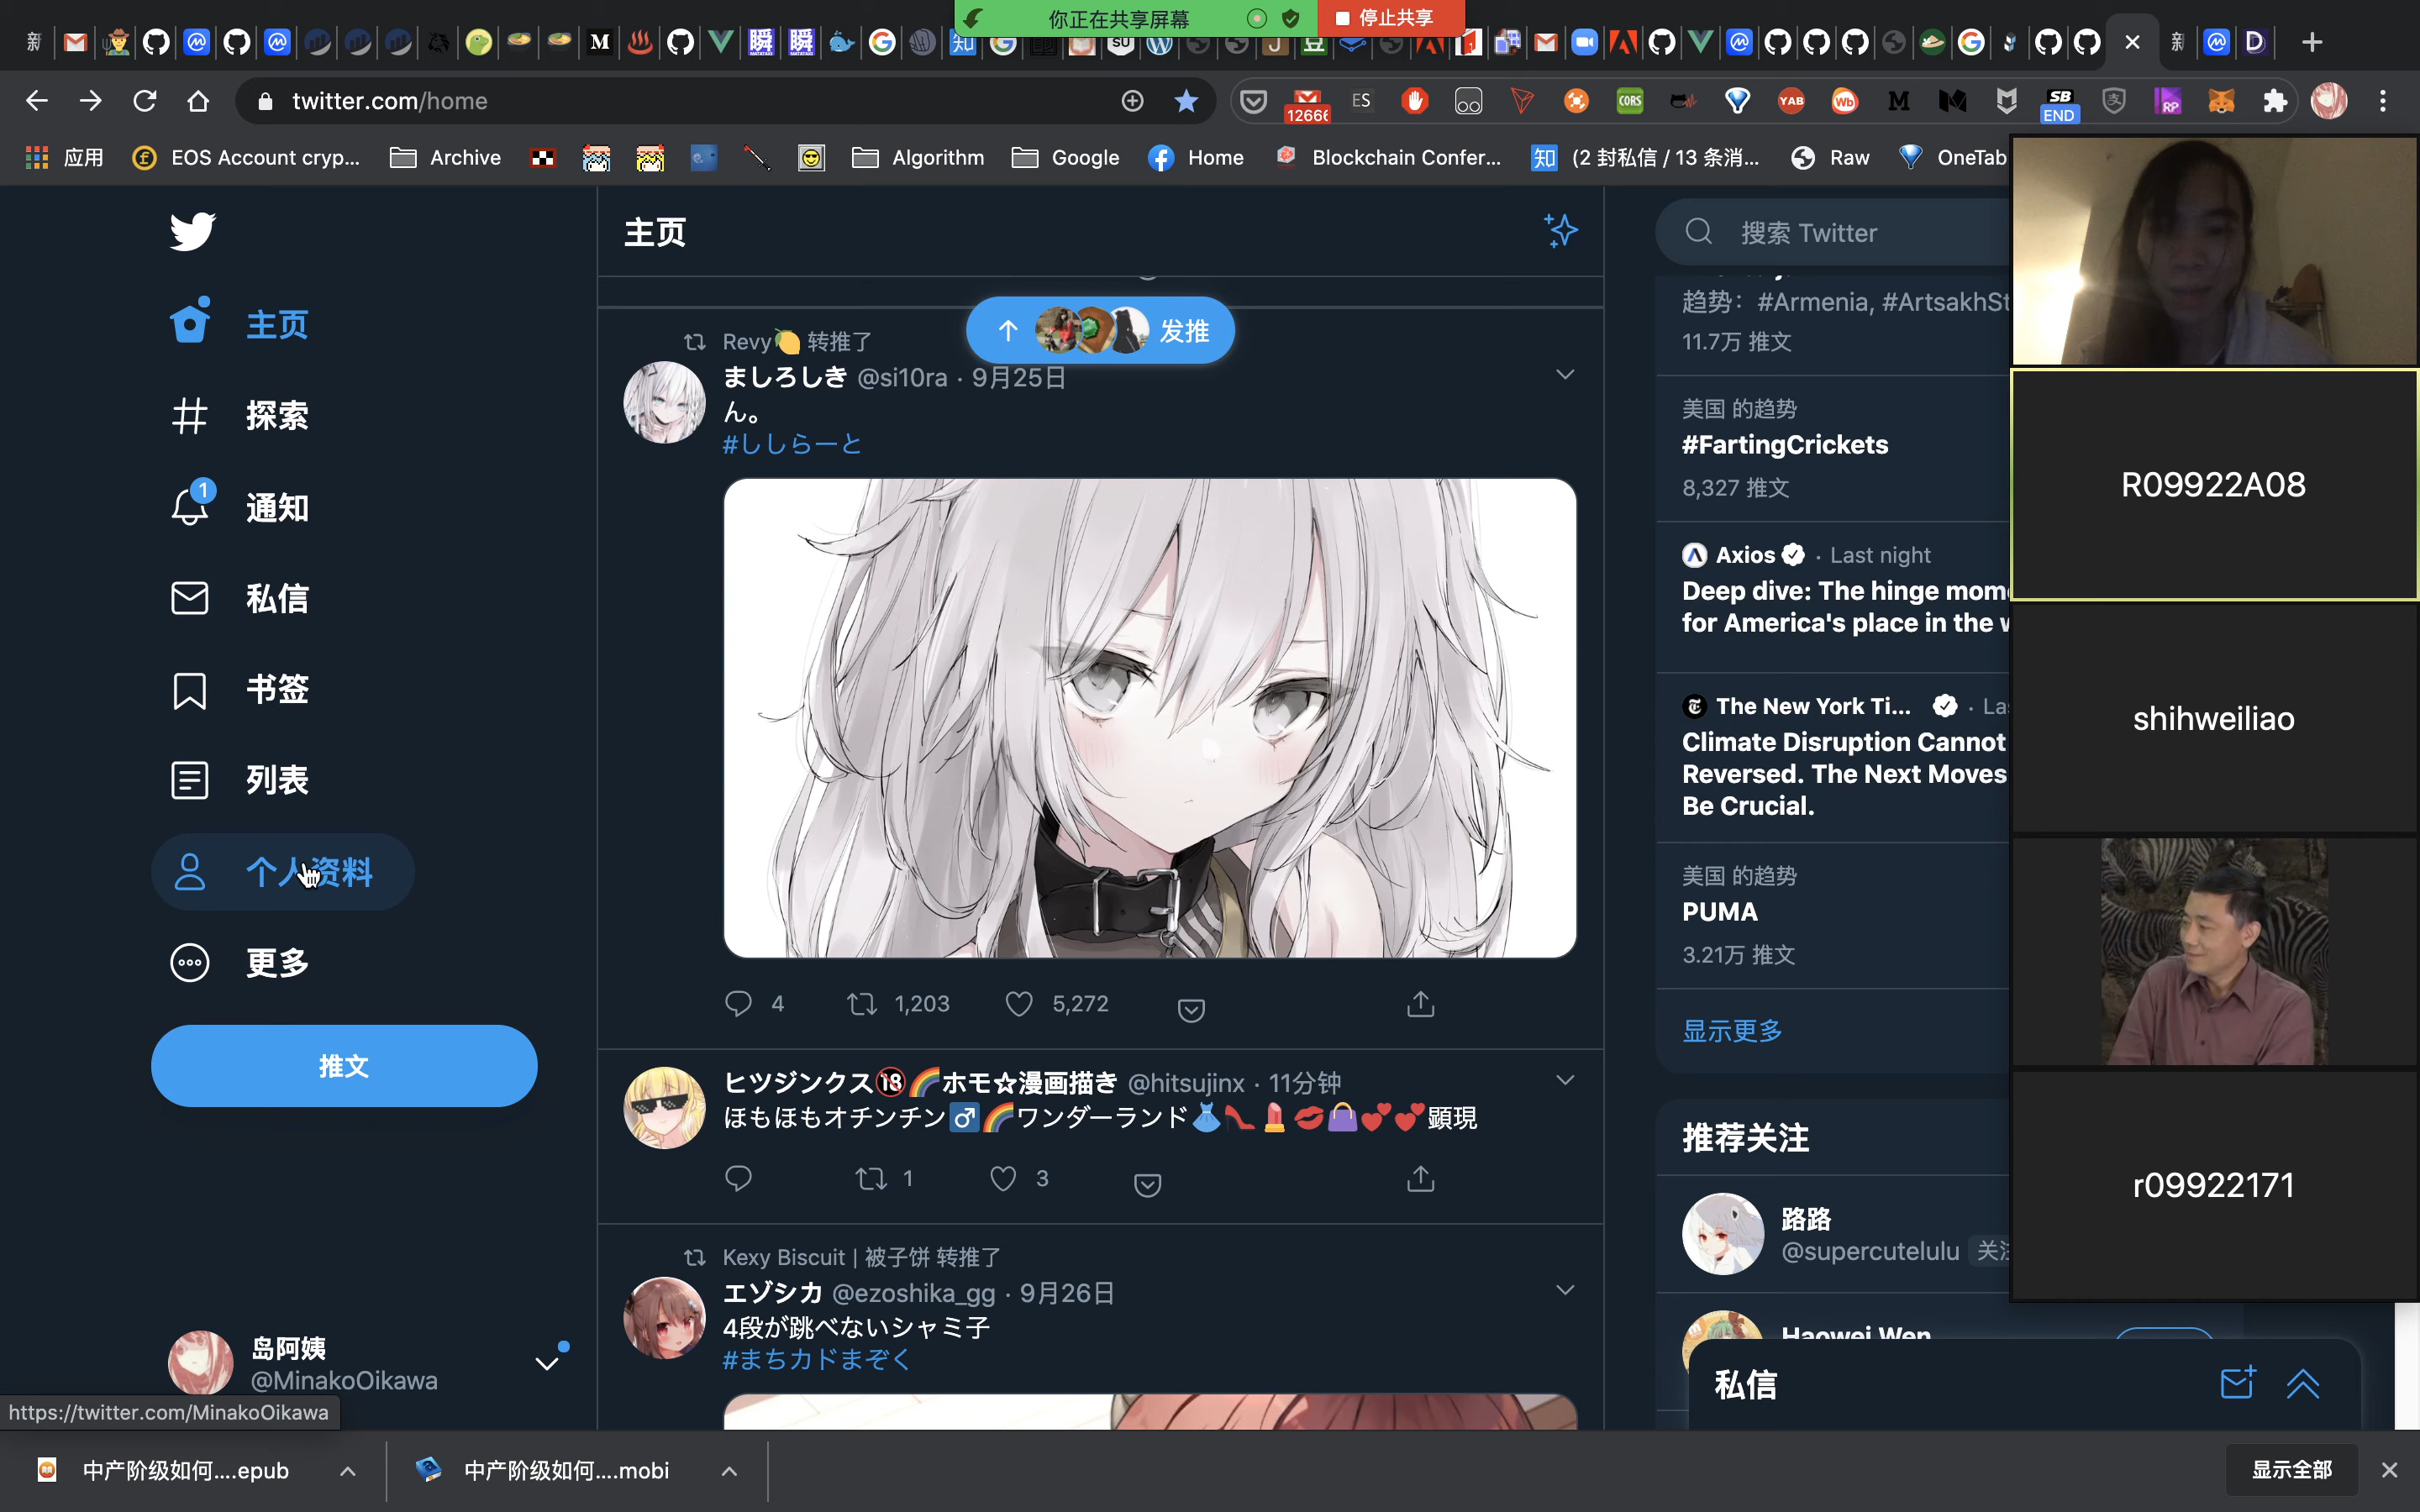 你正在共享屏幕
停止共享
twitter.com/home
12666
ES
CORS
YAB
Wb
RP
SB
END
应用
EOS Account cryp...
Archive
Algorithm
Google
Home
Blockchain Confer...
(2 封私信 / 13 条消...
Raw
OneTab
主页
探索
1
通知
私信
书签
列表
个人资料
更多
推文
岛阿姨
@MinakoOikawa
https://twitter.com/MinakoOikawa
主页
发推
Revy🍋 转推了
ましろしき @si10ra · 9月25日
ん。
#ししらーと
4
1,203
5,272
ヒツジンクス🔞🌈ホモ☆漫画描き @hitsujinx · 11分钟
ほもほもオチンチン♂️🌈ワンダーランド👗👠💄💋👜💕💕顕現
1
3
Kexy Biscuit | 被子饼 转推了
エゾシカ @ezoshika_gg · 9月26日
4段が跳べないシャミ子
#まちカドまぞく
搜索 Twitter
趋势：#Armenia, #ArtsakhSt
11.7万 推文
美国 的趋势
#FartingCrickets
8,327 推文
Axios · Last night
Deep dive: The hinge mom
for America's place in the w
The New York Ti... · La
Climate Disruption Cannot
Reversed. The Next Moves
Be Crucial.
美国 的趋势
PUMA
3.21万 推文
显示更多
推荐关注
路路
@supercutelulu 关注
Haowei Wen
私信
R09922A08
shihweiliao
r09922171
中产阶级如何....epub
中产阶级如何....mobi
显示全部